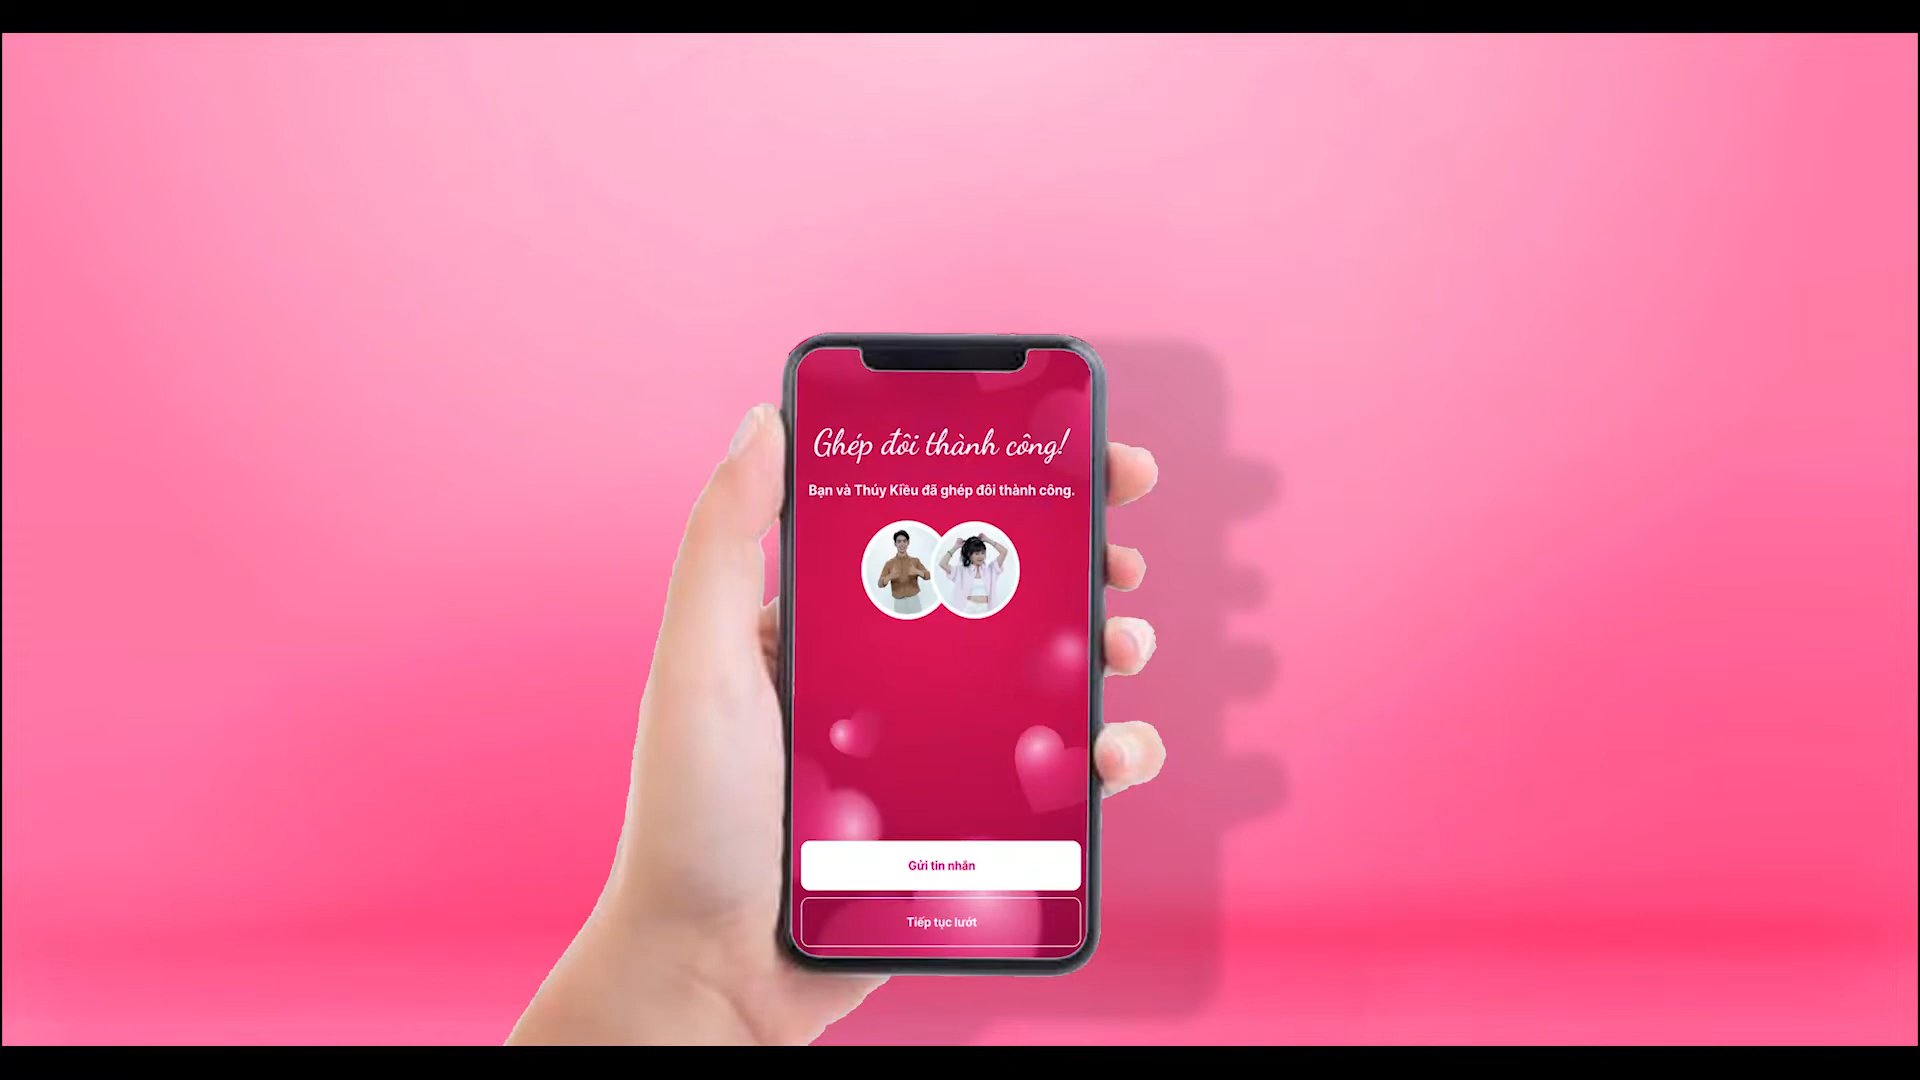 Ghép đôi thành công!
Bạn và Thúy Kiều đã ghép đôi thành công.
Gửi tin nhắn
Tiếp tục lướt